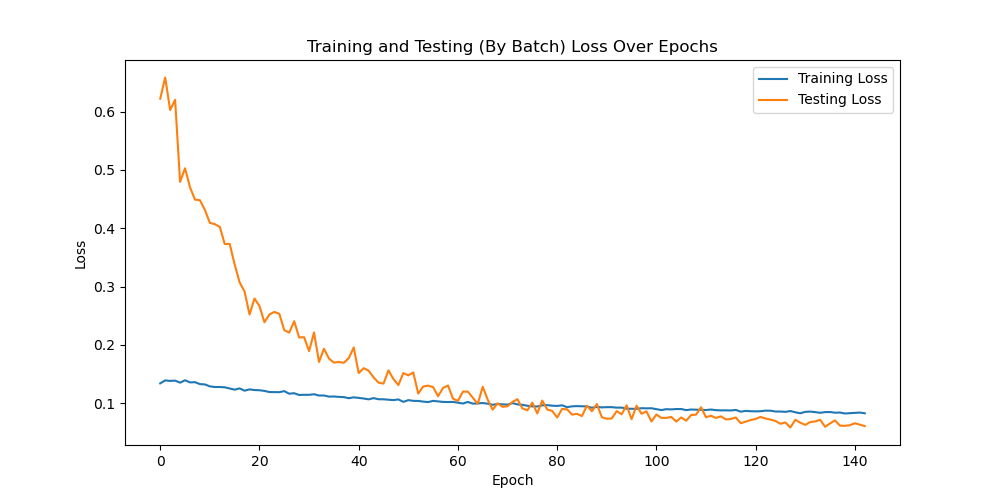 Training and Testing (By Batch) Loss Over Epochs
Training Loss
Testing Loss
0.6
0.5
0.4
0.3
0.2
0.1
Loss
0 20 40 60 80 100 120 140
Epoch